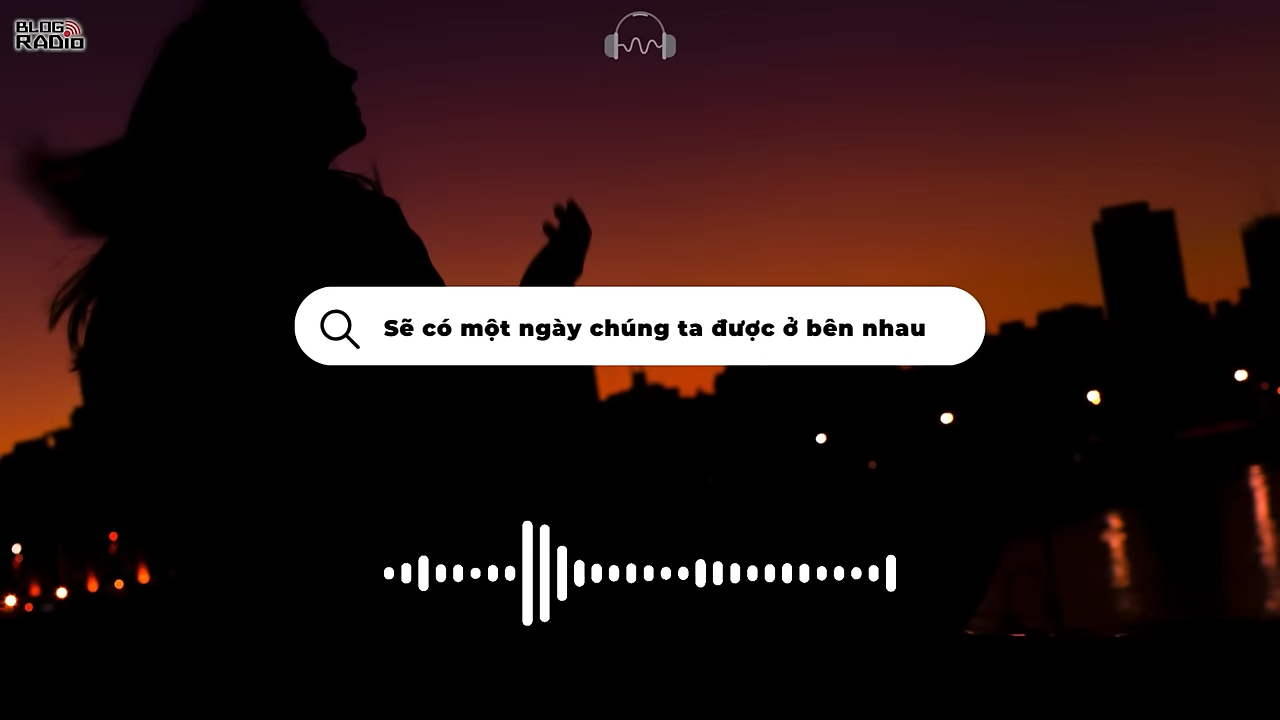 BLOG
RADIO
Sẽ có một ngày chúng ta được ở bên nhau